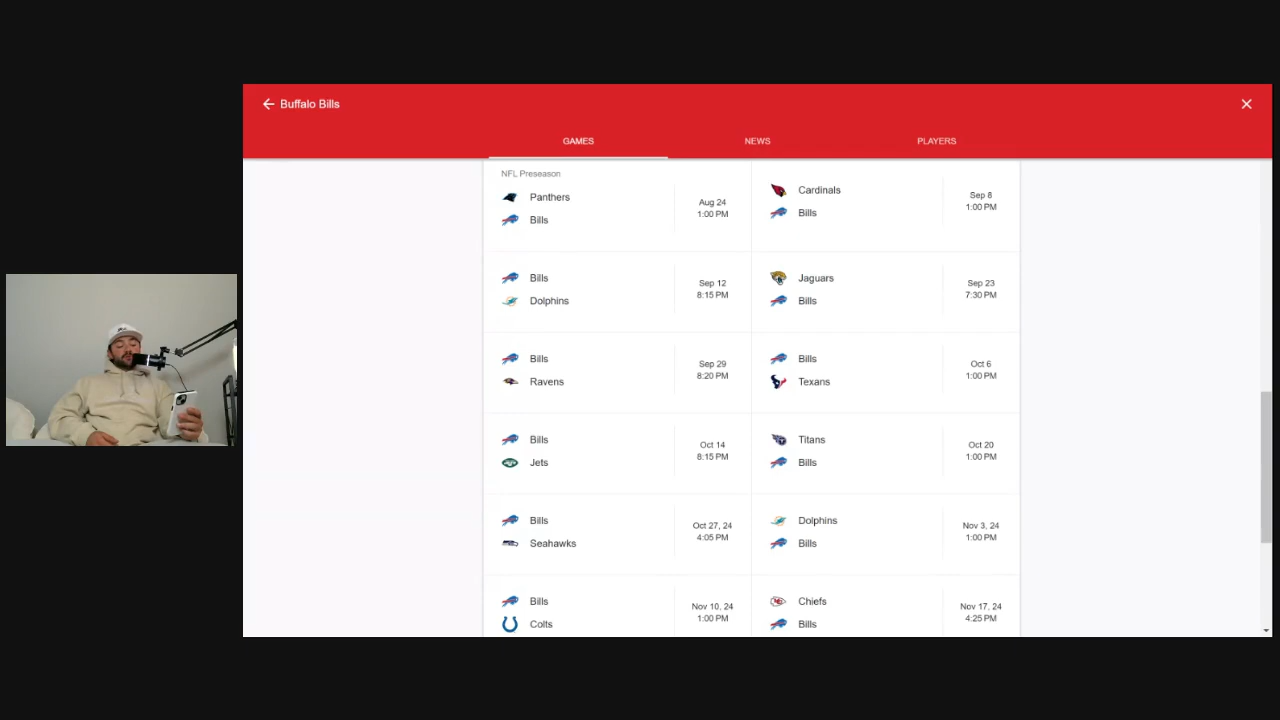 Buffalo Bills
GAMES
NEWS
PLAYERS
NFL Preseason
Panthers
Bills
Aug 24
1:00 PM
Cardinals
Bills
Sep 8
1:00 PM
Bills
Dolphins
Sep 12
8:15 PM
Jaguars
Bills
Sep 23
7:30 PM
Bills
Ravens
Sep 29
8:20 PM
Bills
Texans
Oct 6
1:00 PM
Bills
Jets
Oct 14
8:15 PM
Titans
Bills
Oct 20
1:00 PM
Bills
Seahawks
Oct 27, 24
4:05 PM
Dolphins
Bills
Nov 3, 24
1:00 PM
Bills
Colts
Nov 10, 24
1:00 PM
Chiefs
Bills
Nov 17, 24
4:25 PM